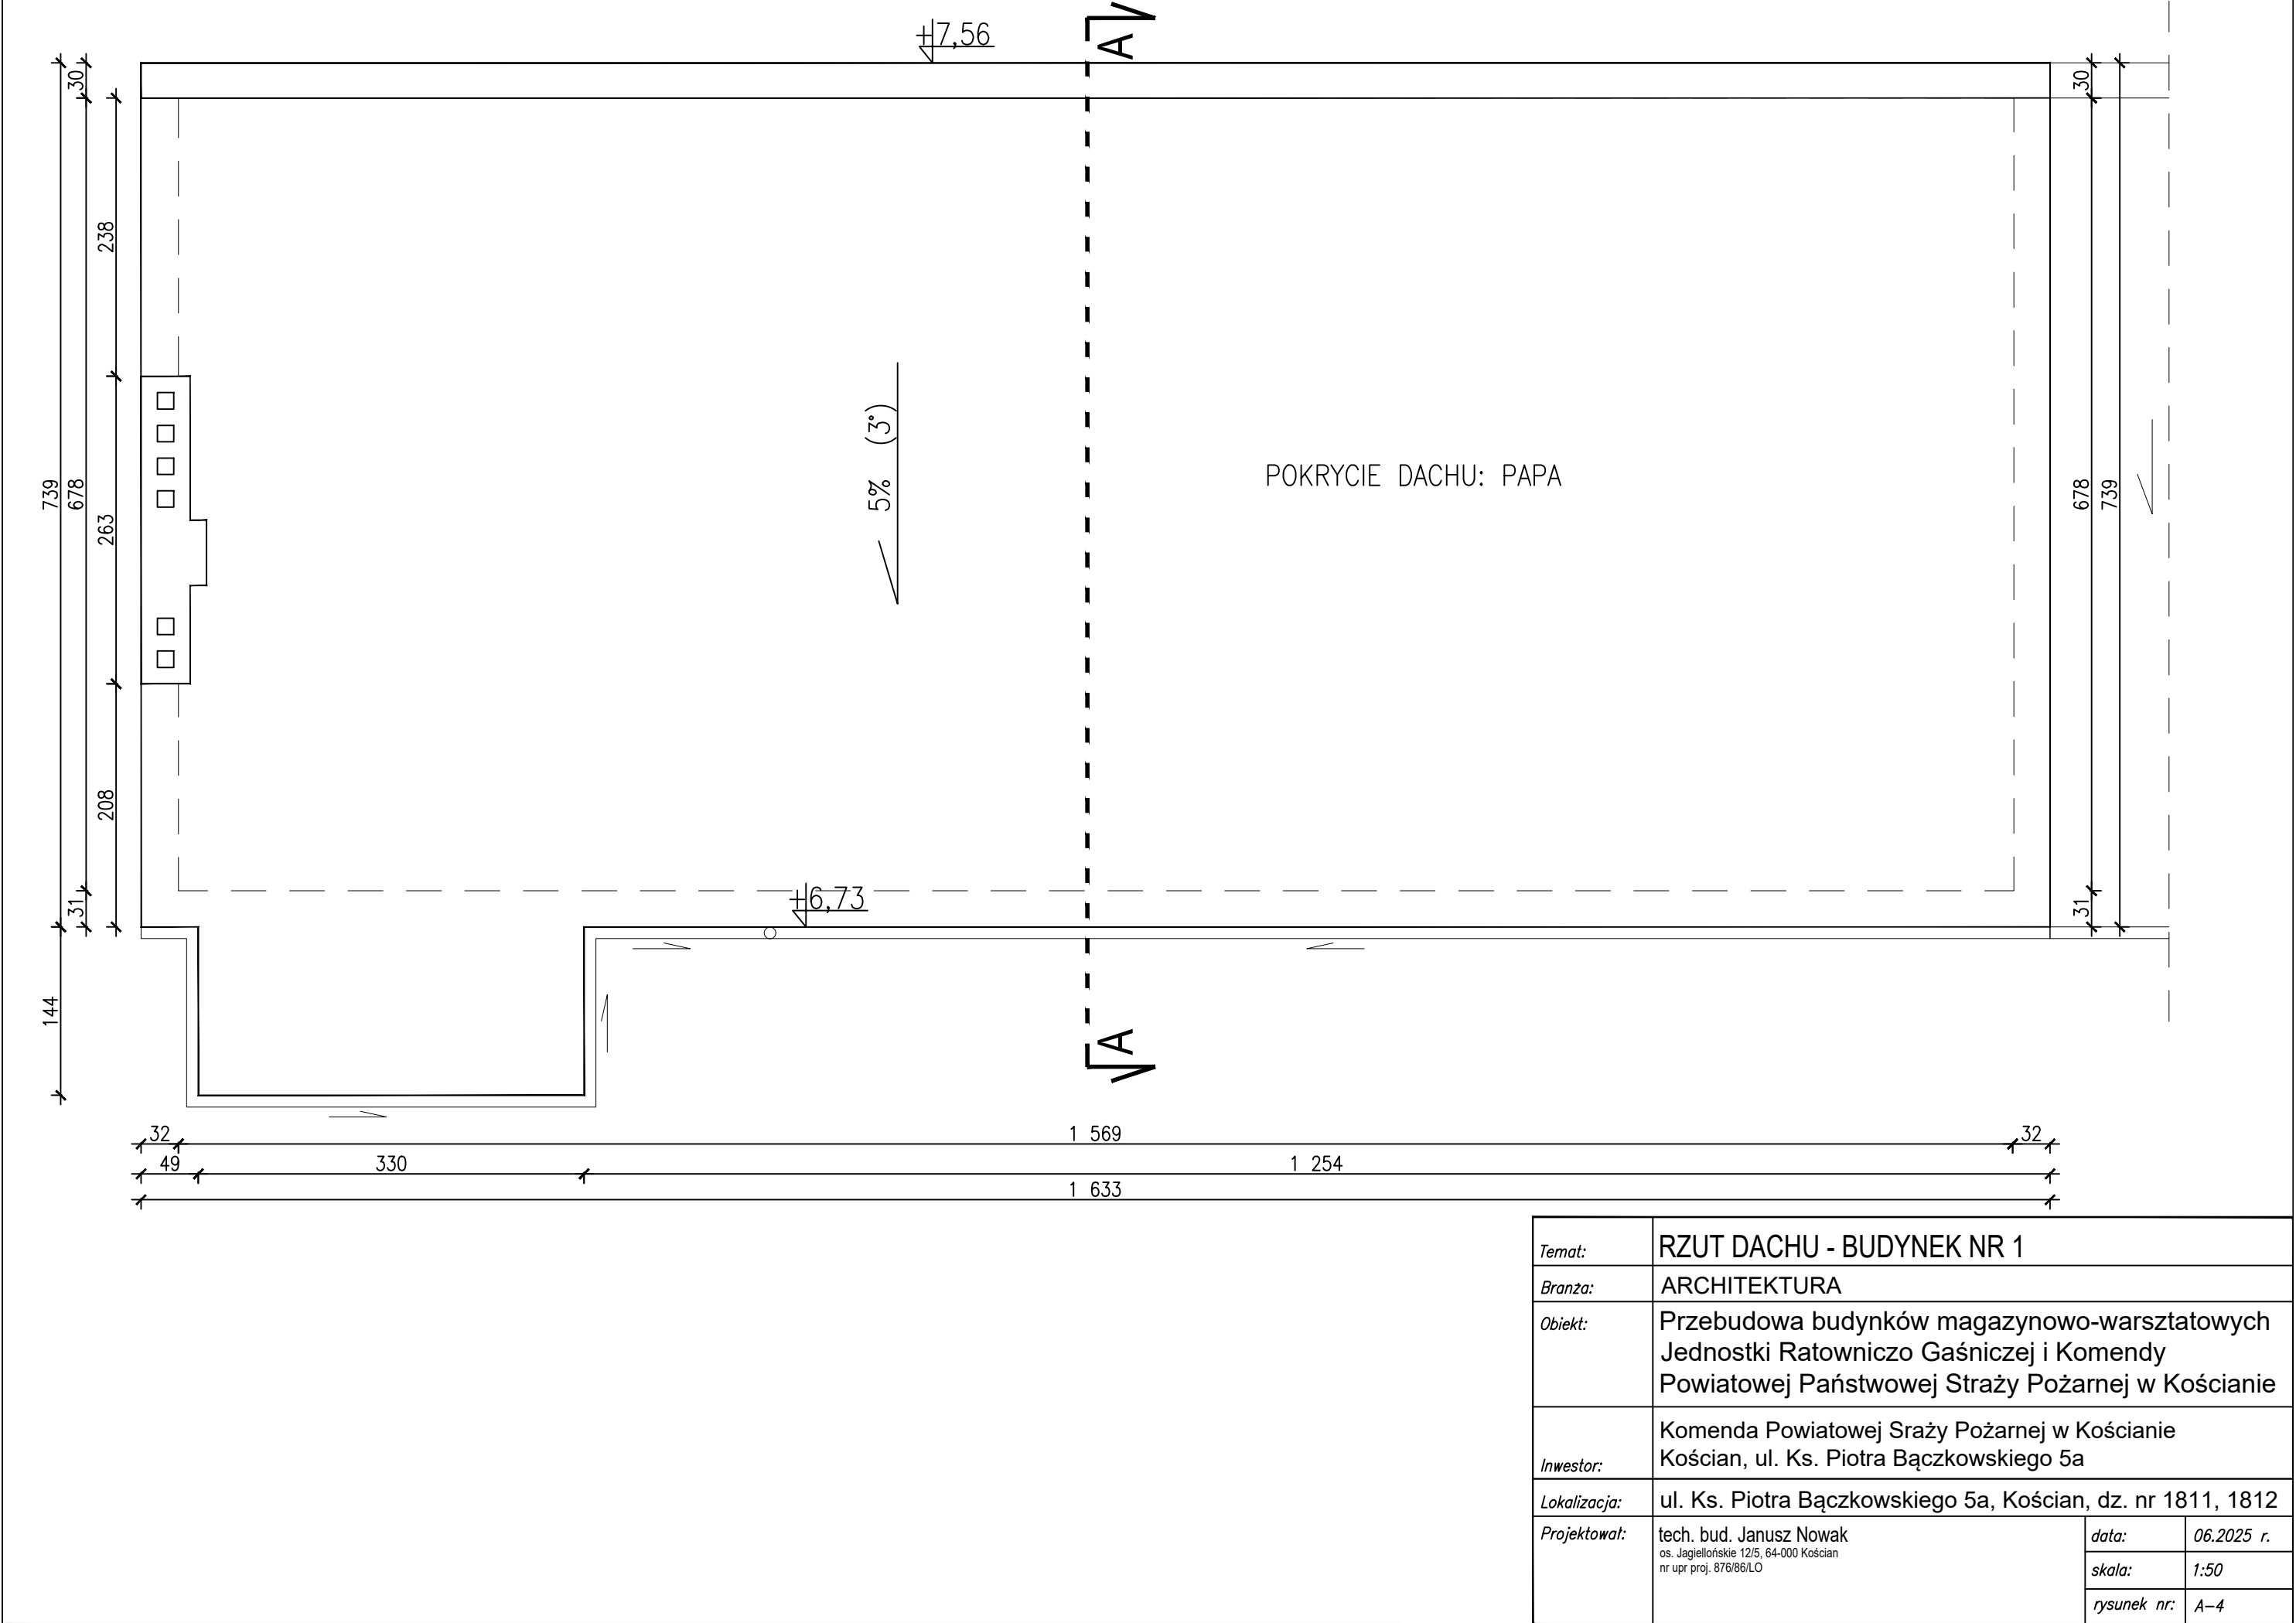 +7,56
A
30
30
238
5% (3°)
POKRYCIE DACHU: PAPA
739
678
263
678
739
208
+6,73
31
31
144
A
32
1 569
32
49
330
1 254
1 633
Temat: RZUT DACHU - BUDYNEK NR 1
Branża: ARCHITEKTURA
Obiekt: Przebudowa budynków magazynowo-warsztatowych
Jednostki Ratowniczo Gaśniczej i Komendy
Powiatowej Państwowej Straży Pożarnej w Kościanie
Komenda Powiatowej Sraży Pożarnej w Kościanie
Inwestor: Kościan, ul. Ks. Piotra Bączkowskiego 5a
Lokalizacja: ul. Ks. Piotra Bączkowskiego 5a, Kościan, dz. nr 1811, 1812
Projektował: tech. bud. Janusz Nowak
os. Jagiellońskie 12/5, 64-000 Kościan
nr upr proj. 876/86/LO
data: 06.2025 r.
skala: 1:50
rysunek nr: A-4